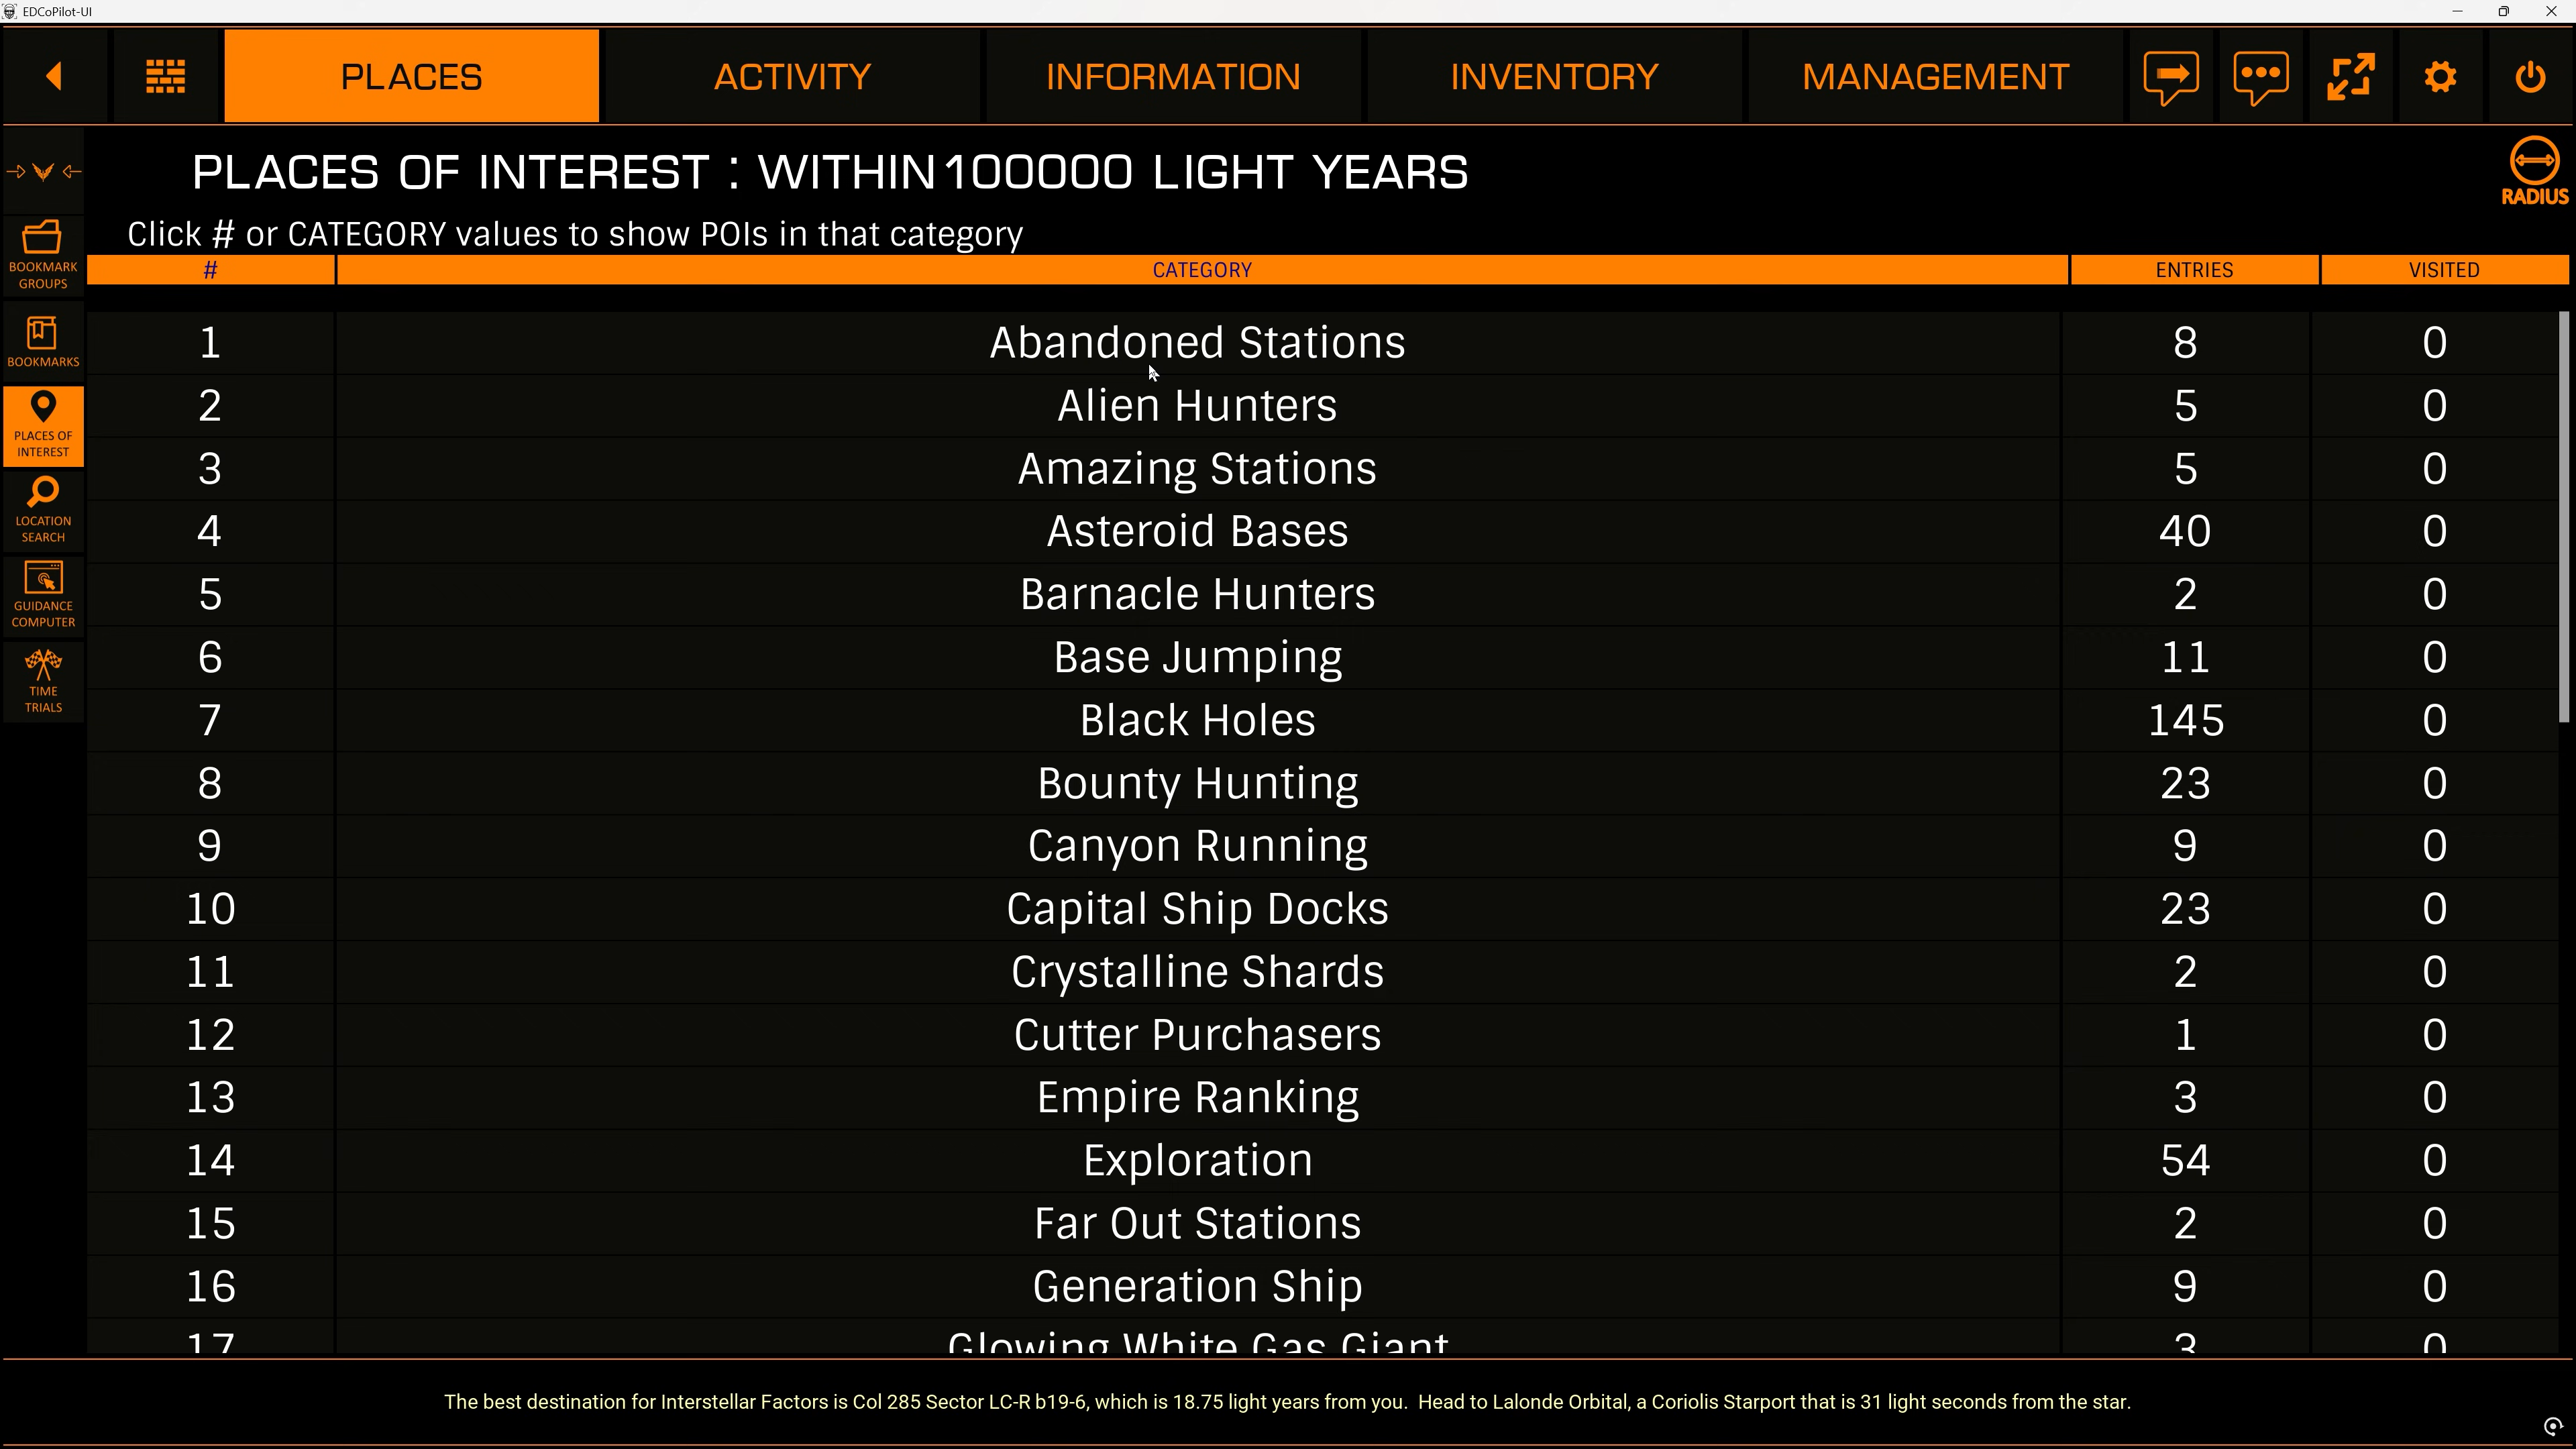 EDCoPilot-UI
PLACES ACTIVITY INFORMATION INVENTORY MANAGEMENT
PLACES OF INTEREST : WITHIN 100000 LIGHT YEARS
RADIUS
Click # or CATEGORY values to show POIs in that category
BOOKMARK
GROUPS
BOOKMARKS
PLACES OF
INTEREST
LOCATION
SEARCH
GUIDANCE
COMPUTER
TIME
TRIALS
# CATEGORY ENTRIES VISITED
1 Abandoned Stations 8 0
2 Alien Hunters 5 0
3 Amazing Stations 5 0
4 Asteroid Bases 40 0
5 Barnacle Hunters 2 0
6 Base Jumping 11 0
7 Black Holes 145 0
8 Bounty Hunting 23 0
9 Canyon Running 9 0
10 Capital Ship Docks 23 0
11 Crystalline Shards 2 0
12 Cutter Purchasers 1 0
13 Empire Ranking 3 0
14 Exploration 54 0
15 Far Out Stations 2 0
16 Generation Ship 9 0
17 Glowing White Gas Giant 3 0
The best destination for Interstellar Factors is Col 285 Sector LC-R b19-6, which is 18.75 light years from you. Head to Lalonde Orbital, a Coriolis Starport that is 31 light seconds from the star.